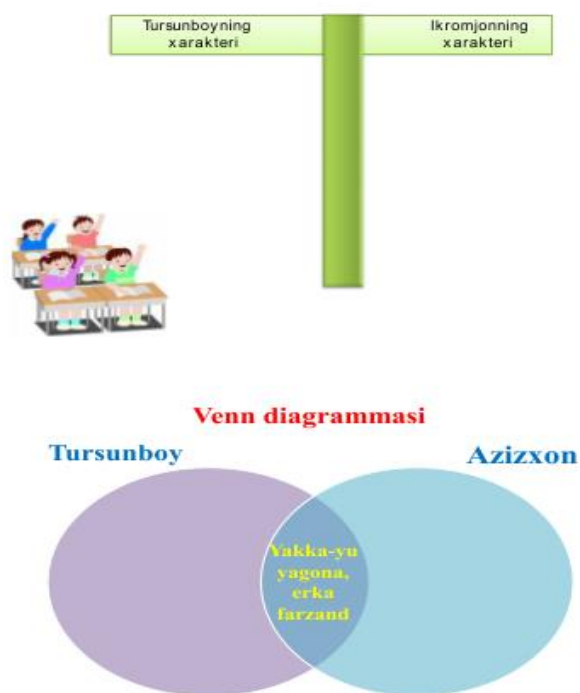 Tursunboyning
xarakteri
Ikromjonning
xarakteri
Venn diagrammasi
Tursunboy
Azizxon
Yakka-yu
yagona,
erka
farzand